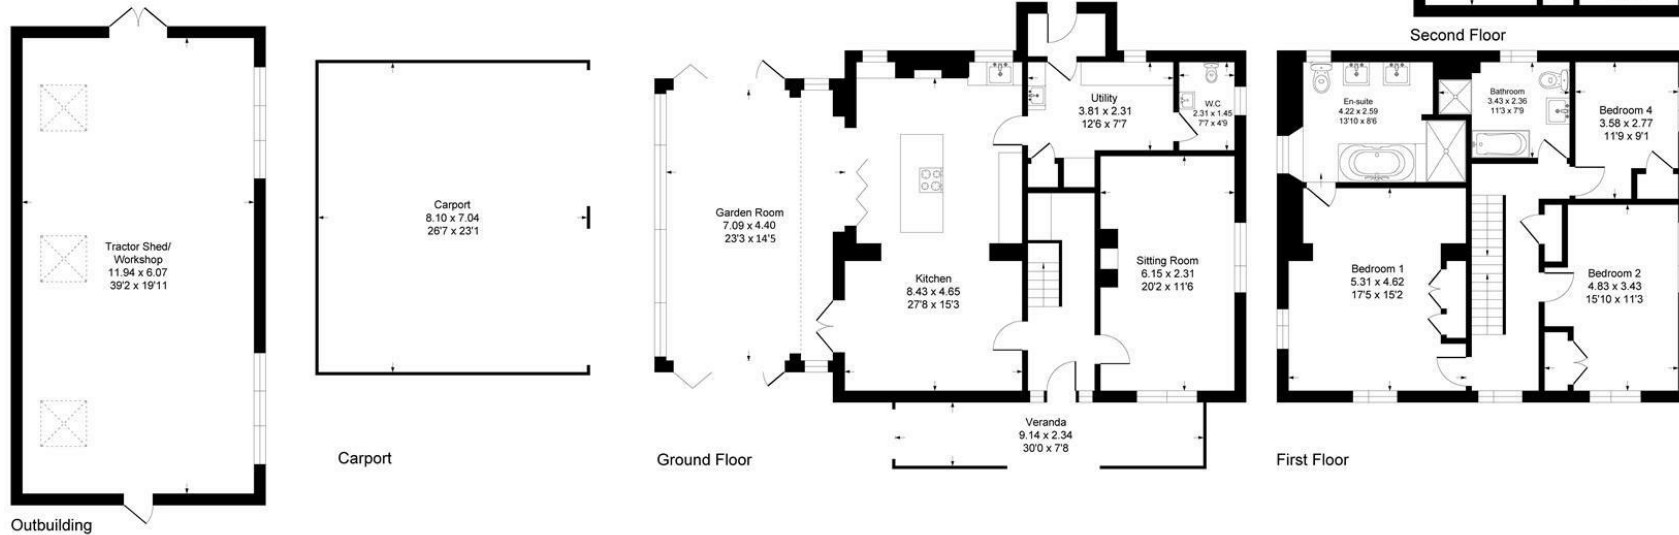 Second Floor
Tractor Shed/
Workshop
11.94 x 6.07
39'2 x 19'11
Outbuilding
Carport
8.10 x 7.04
26'7 x 23'1
Carport
Garden Room
7.09 x 4.40
23'3 x 14'5
Kitchen
8.43 x 4.65
27'8 x 15'3
Utility
3.81 x 2.31
12'6 x 7'7
W.C
2.31 x 1.45
7'7 x 4'9
Sitting Room
6.15 x 2.31
20'2 x 11'6
Veranda
9.14 x 2.34
30'0 x 7'8
Ground Floor
En-suite
4.22 x 2.59
13'10 x 8'6
Bathroom
3.43 x 2.36
11'3 x 7'9
Bedroom 4
3.58 x 2.77
11'9 x 9'1
Bedroom 1
5.31 x 4.62
17'5 x 15'2
Bedroom 2
4.83 x 3.43
15'10 x 11'3
First Floor